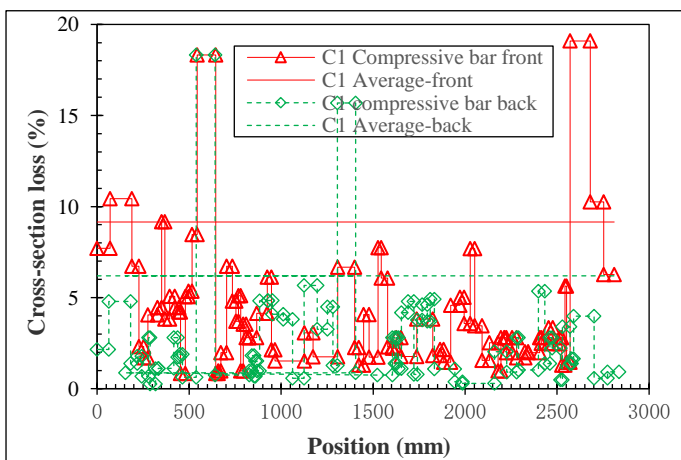 20
15
10
5
0
Cross-section loss (%)
C1 Compressive bar front
C1 Average-front
C1 compressive bar back
C1 Average-back
0 500 1000 1500 2000 2500 3000
Position (mm)